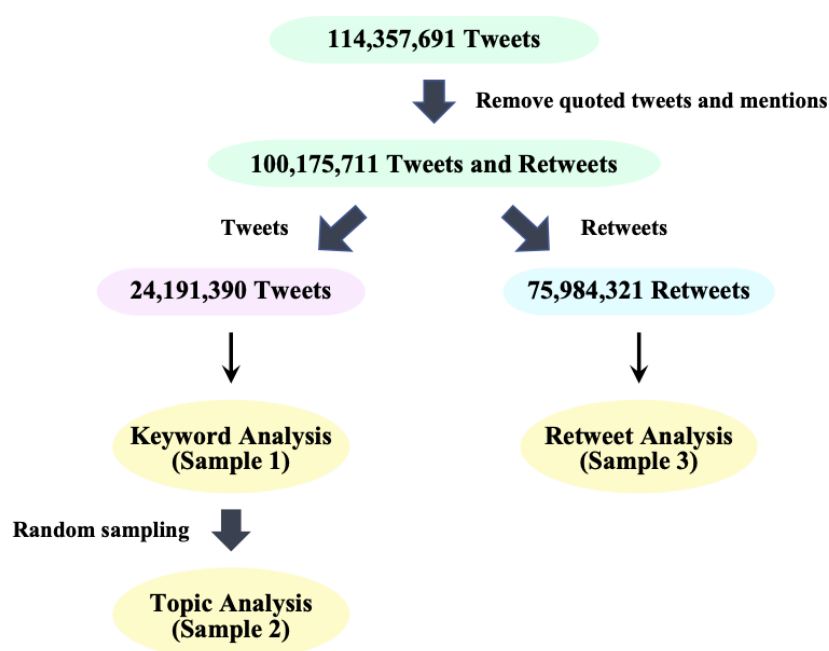 114,357,691 Tweets
Remove quoted tweets and mentions
100,175,711 Tweets and Retweets
Tweets
Retweets
24,191,390 Tweets
75,984,321 Retweets
Keyword Analysis
(Sample 1)
Retweet Analysis
(Sample 3)
Random sampling
Topic Analysis
(Sample 2)